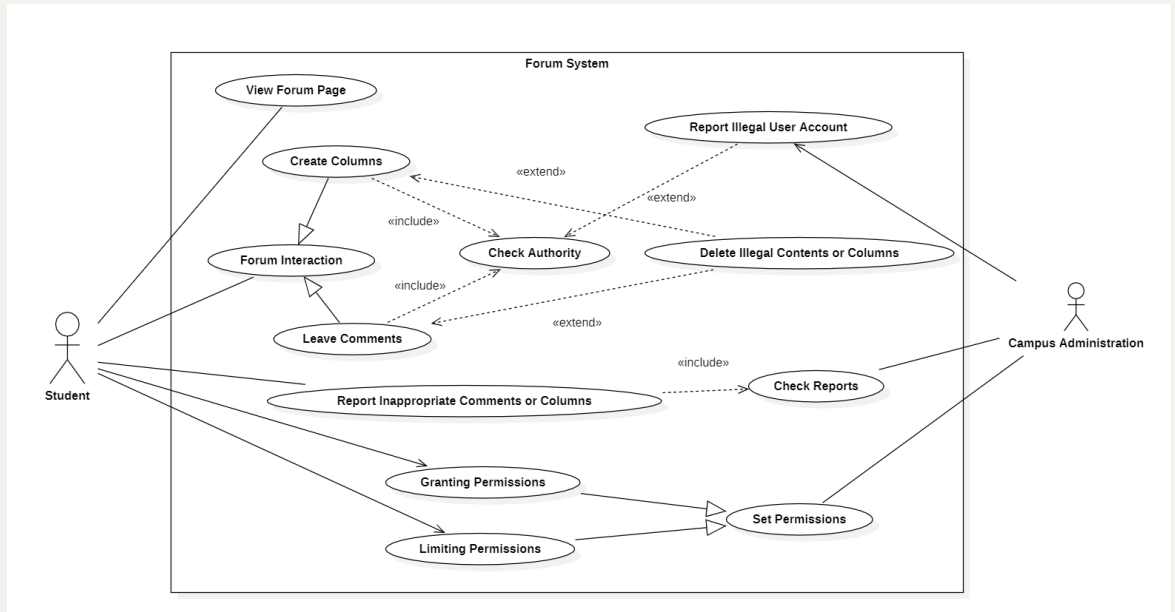 Forum System
View Forum Page
Report Illegal User Account
Create Columns
«extend»
«extend»
«include»
Forum Interaction
Check Authority
Delete Illegal Contents or Columns
«include»
«extend»
Leave Comments
Campus Administration
«include»
Check Reports
Student
Report Inappropriate Comments or Columns
Granting Permissions
Set Permissions
Limiting Permissions